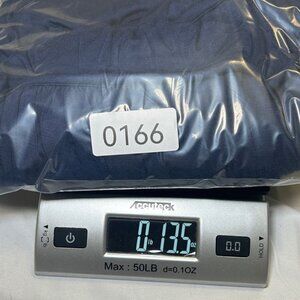 0166
Accuteck
0 lb 13.5 oz
0.0
HOLD
Max : 50LB d=0.1OZ